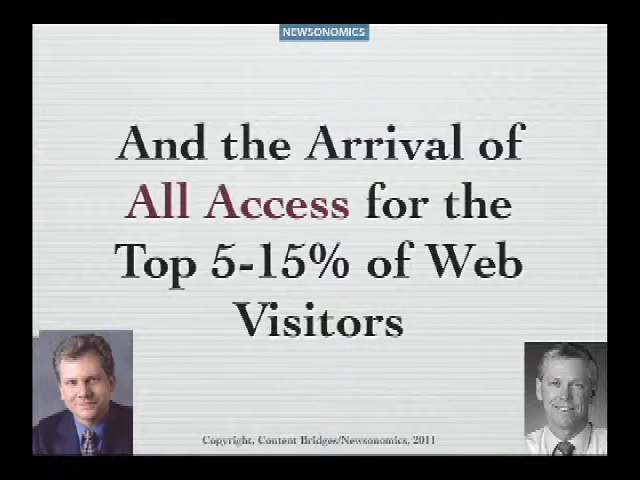 NEWSONOMICS
And the Arrival of
All Access for the
Top 5-15% of Web
Visitors
Copyright, Content Bridges/Newsonomics, 2011